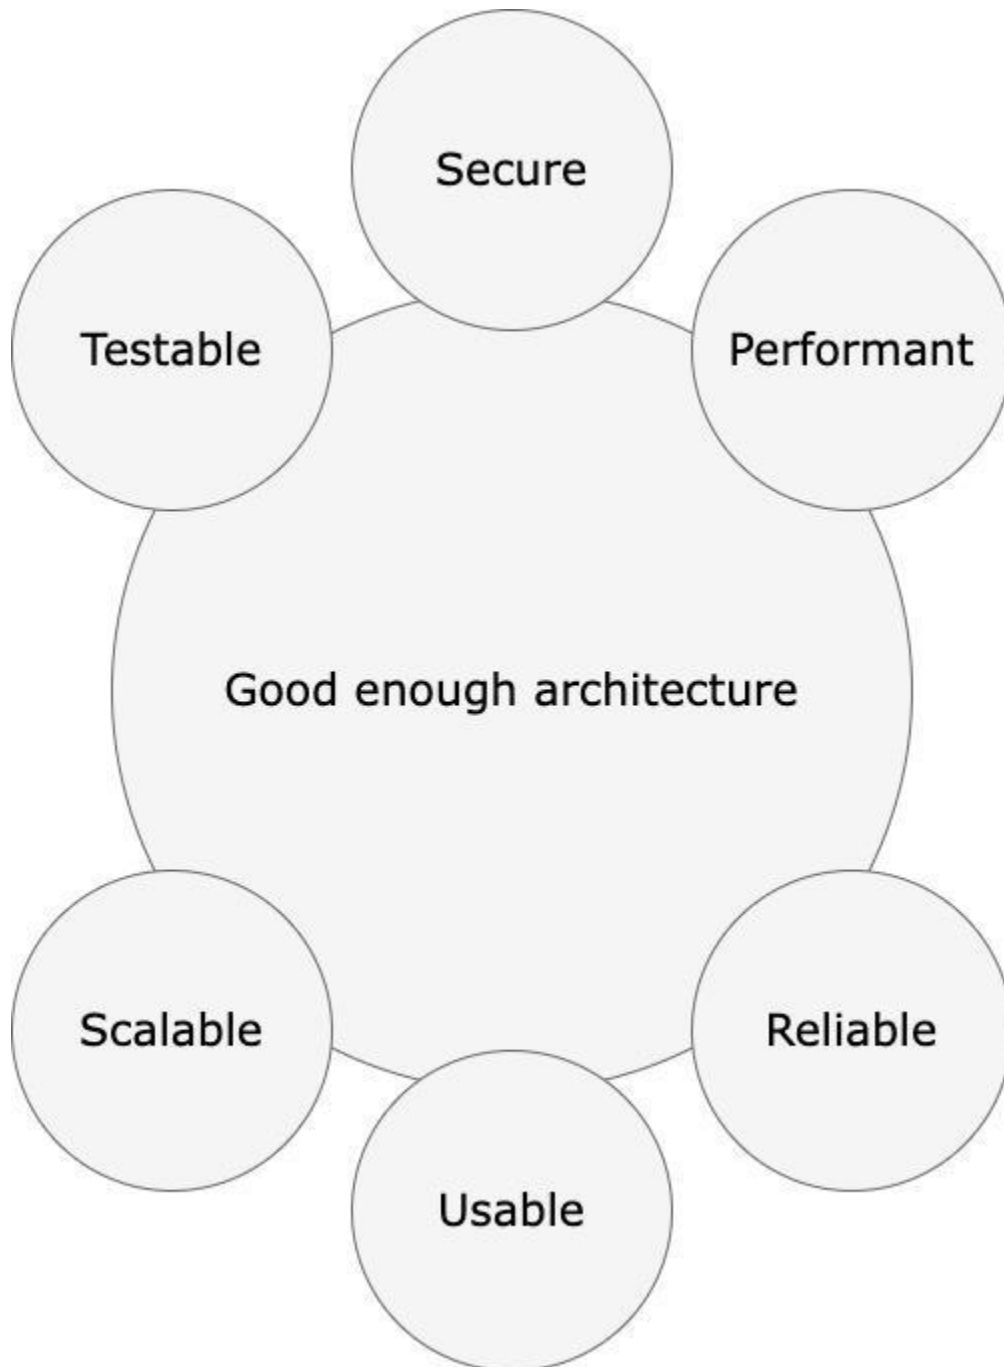 Secure
Testable
Performant
Good enough architecture
Scalable
Reliable
Usable